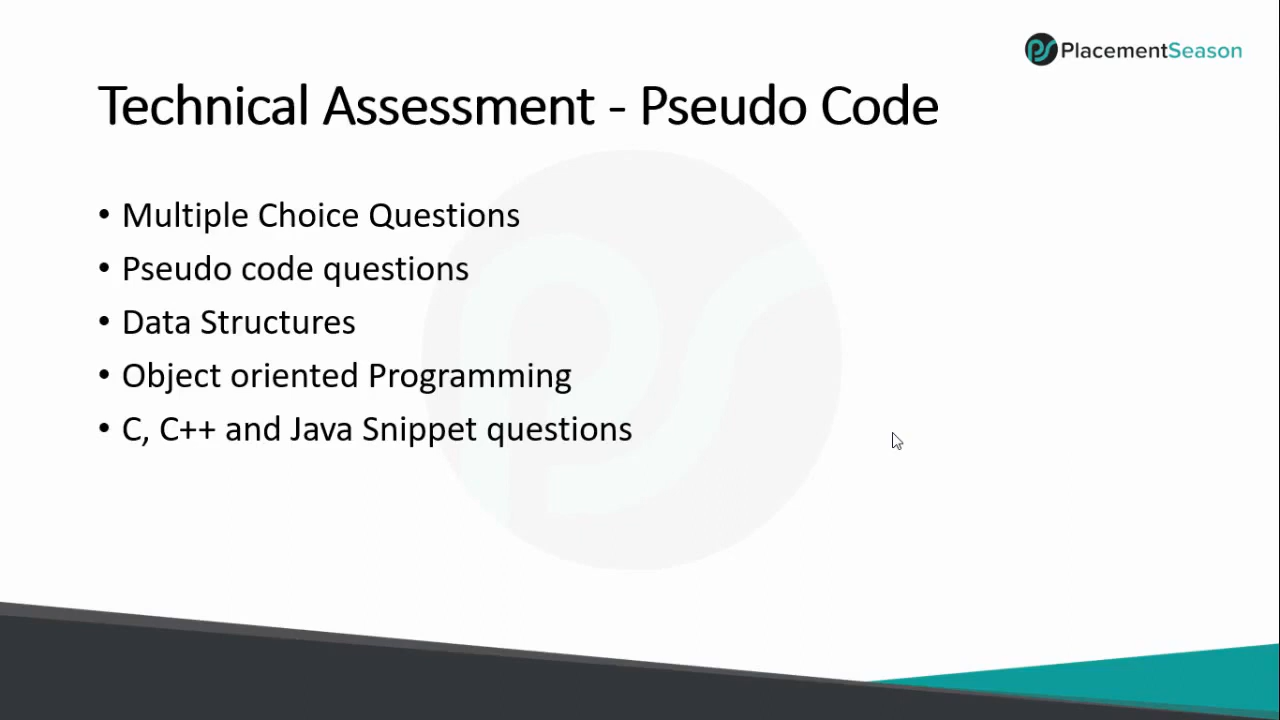 PlacementSeason
Technical Assessment - Pseudo Code
• Multiple Choice Questions
• Pseudo code questions
• Data Structures
• Object oriented Programming
• C, C++ and Java Snippet questions